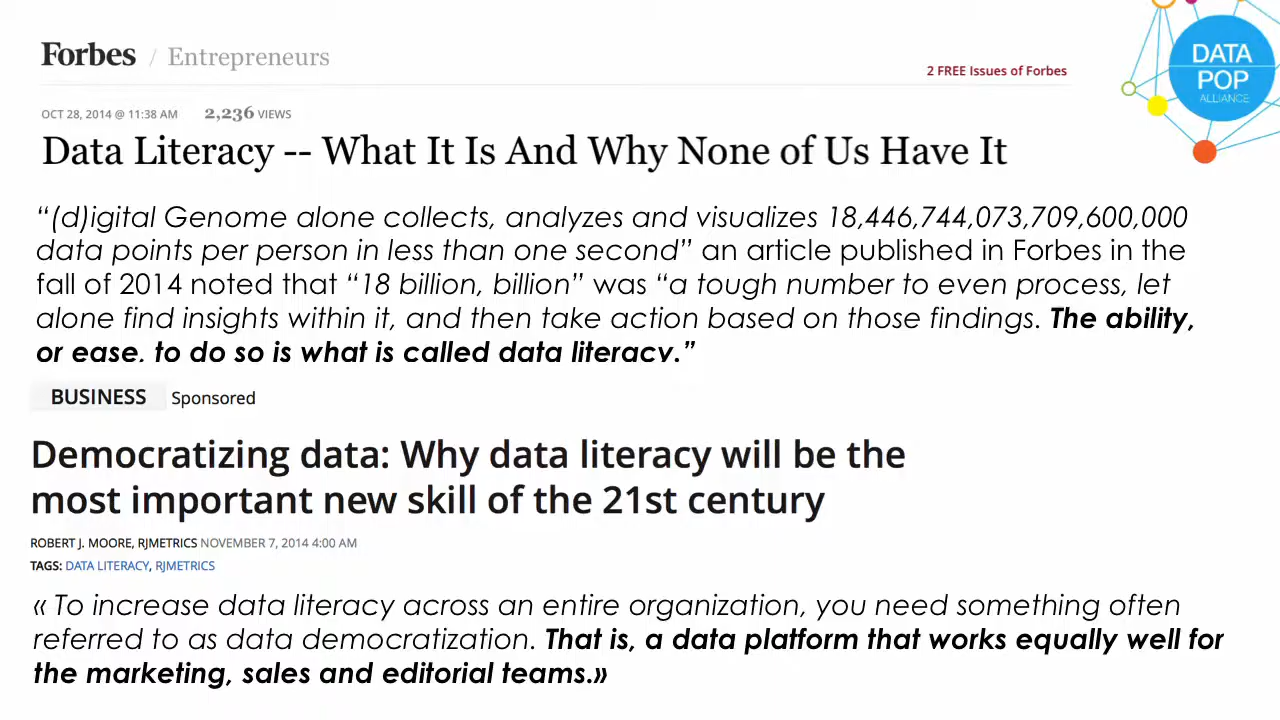 Forbes / Entrepreneurs
2 FREE Issues of Forbes
DATA
POP
ALLIANCE
OCT 28, 2014 @ 11:38 AM 2,236 VIEWS
Data Literacy -- What It Is And Why None of Us Have It
“(d)igital Genome alone collects, analyzes and visualizes 18,446,744,073,709,600,000
data points per person in less than one second” an article published in Forbes in the
fall of 2014 noted that “18 billion, billion” was “a tough number to even process, let
alone find insights within it, and then take action based on those findings. The ability,
or ease, to do so is what is called data literacy.”
BUSINESS Sponsored
Democratizing data: Why data literacy will be the
most important new skill of the 21st century
ROBERT J. MOORE, RJMETRICS NOVEMBER 7, 2014 4:00 AM
TAGS: DATA LITERACY, RJMETRICS
« To increase data literacy across an entire organization, you need something often
referred to as data democratization. That is, a data platform that works equally well for
the marketing, sales and editorial teams.»